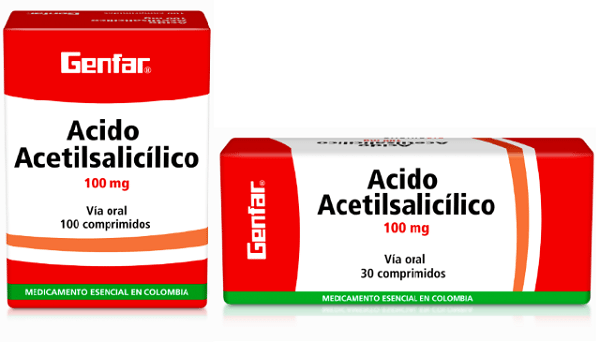 Genfar®
Acido
Acetilsalicílico
100 mg
Vía oral
100 comprimidos
MEDICAMENTO ESENCIAL EN COLOMBIA
Genfar®
Acido
Acetilsalicílico
100 mg
Vía oral
30 comprimidos
MEDICAMENTO ESENCIAL EN COLOMBIA